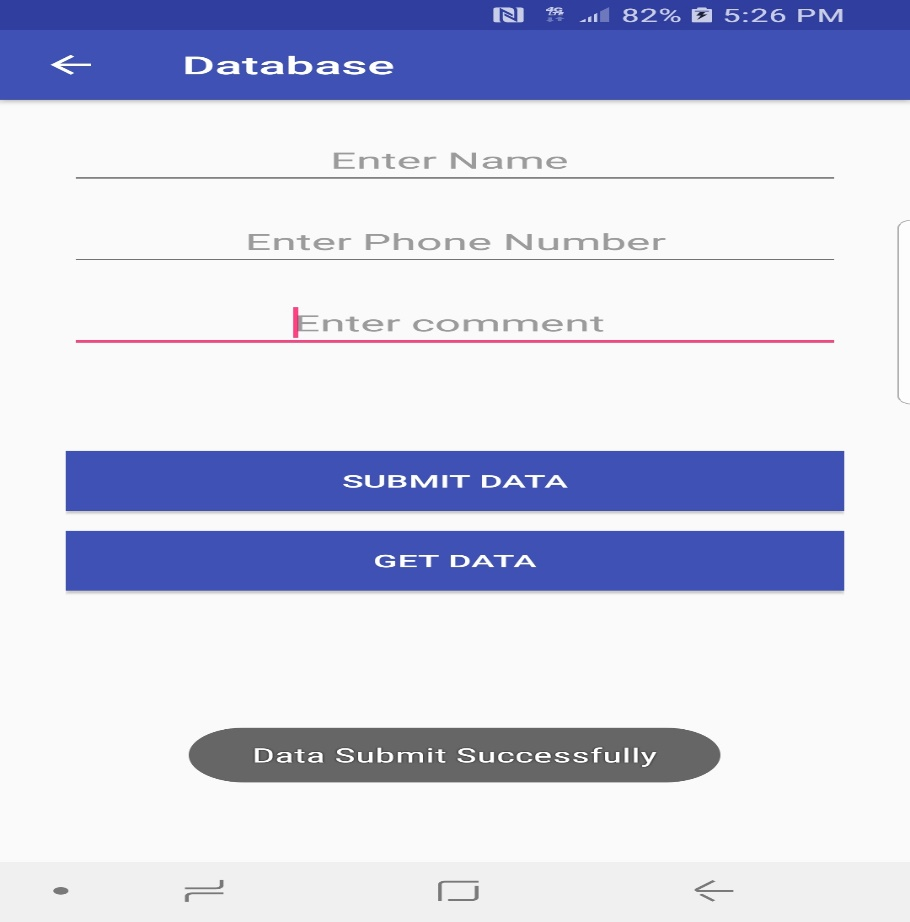 4G 82% 5:26 PM
Database
Enter Name
Enter Phone Number
Enter comment
SUBMIT DATA
GET DATA
Data Submit Successfully